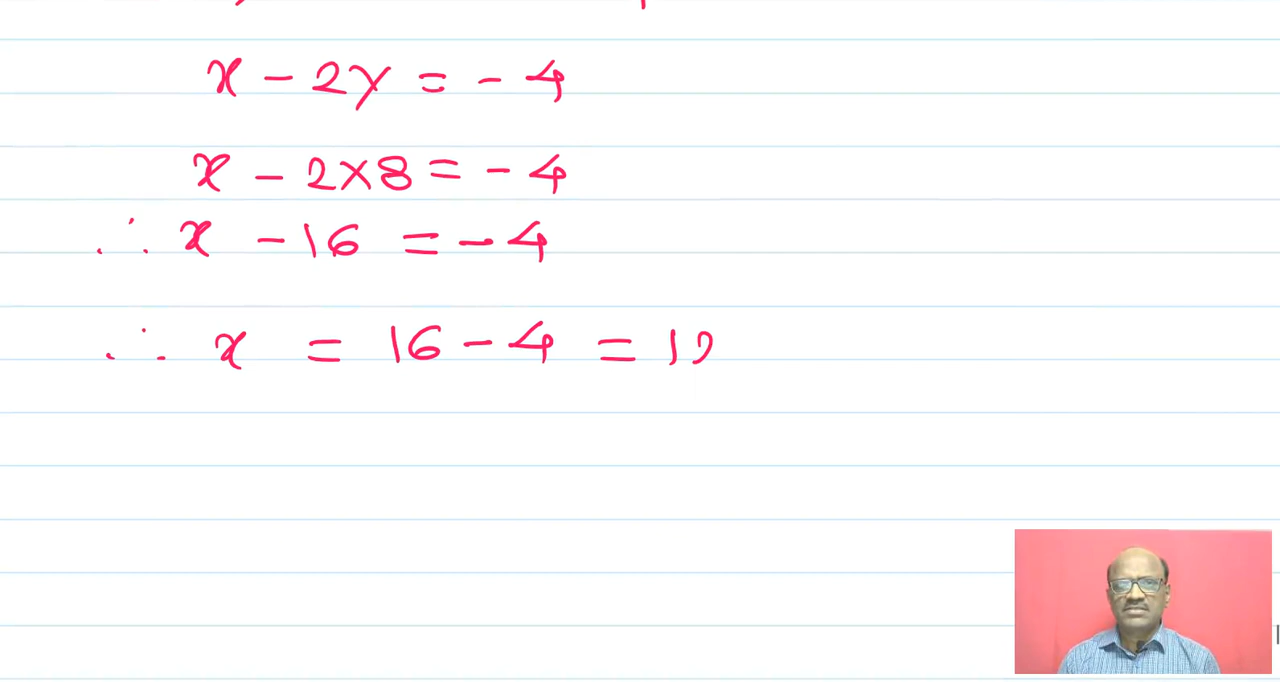 x - 2y = - 4
x - 2×8 = - 4
∴ x - 16 = - 4
∴ x = 16 - 4 = 12